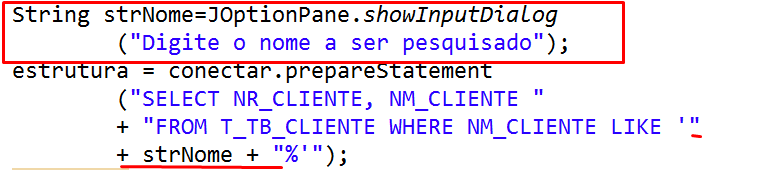 String strNome=JOptionPane.showInputDialog
("Digite o nome a ser pesquisado");
estrutura = conectar.prepareStatement
("SELECT NR_CLIENTE, NM_CLIENTE "
+ "FROM T_TB_CLIENTE WHERE NM_CLIENTE LIKE '"
+ strNome + "%'");